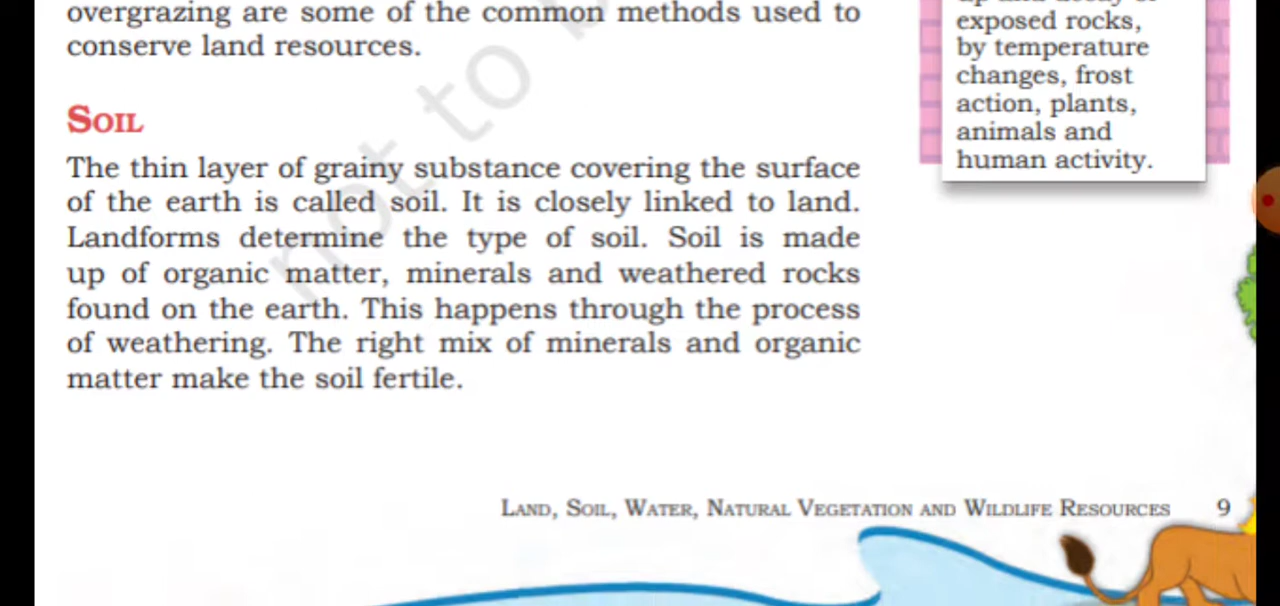 overgrazing are some of the common methods used to
conserve land resources.
SOIL
The thin layer of grainy substance covering the surface
of the earth is called soil. It is closely linked to land.
Landforms determine the type of soil. Soil is made
up of organic matter, minerals and weathered rocks
found on the earth. This happens through the process
of weathering. The right mix of minerals and organic
matter make the soil fertile.
exposed rocks,
by temperature
changes, frost
action, plants,
animals and
human activity.
not to b
LAND, SOIL, WATER, NATURAL VEGETATION AND WILDLIFE RESOURCES 9